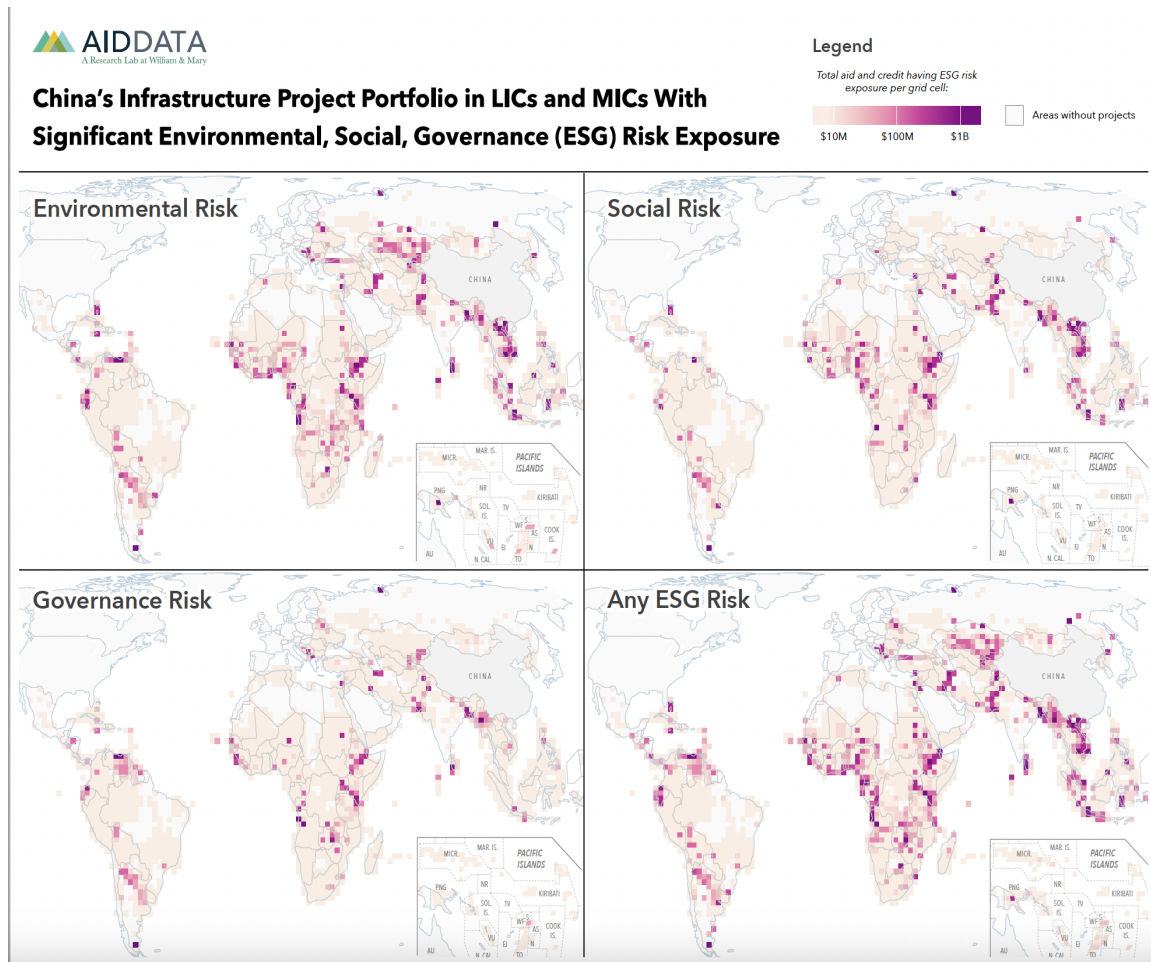 AIDDATA
A Research Lab at William & Mary
China's Infrastructure Project Portfolio in LICs and MICs With
Significant Environmental, Social, Governance (ESG) Risk Exposure
Legend
Total aid and credit having ESG risk
exposure per grid cell:
$10M $100M $1B
Areas without projects
Environmental Risk
CHINA
MAR. IS.
MICR.
PACIFIC
ISLANDS
PNG
NR
KIRIBATI
SOL.
IS.
TV
WF
S
AS
COOK
IS.
VU
FJ
N
AU
N. CAL.
TO
Social Risk
CHINA
MAR. IS.
MICR.
PACIFIC
ISLANDS
PNG
NR
KIRIBATI
SOL.
IS.
TV
WF
S
AS
COOK
IS.
VU
FJ
N
AU
N. CAL.
TO
Governance Risk
CHINA
MAR. IS.
MICR.
PACIFIC
ISLANDS
PNG
NR
KIRIBATI
SOL.
IS.
TV
WF
S
AS
COOK
IS.
VU
FJ
N
AU
N. CAL
TO
Any ESG Risk
CHINA
MAR. IS.
MICR.
PACIFIC
ISLANDS
PNG
NR
KIRIBATI
SOL.
IS.
TV
WF
S
AS
COOK
IS.
VU
FJ
N
AU
N. CAL
TO